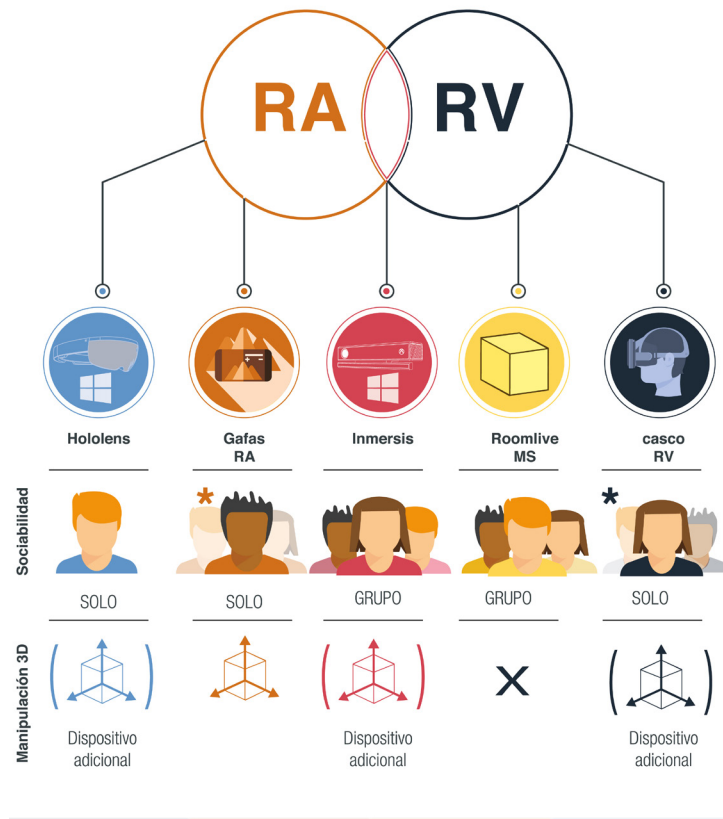 RA
RV
Hololens
Gafas
RA
Inmersis
Roomlive
MS
casco
RV
Sociabilidad
*
*
SOLO
SOLO
GRUPO
GRUPO
SOLO
Manipulación 3D
X
Dispositivo
adicional
Dispositivo
adicional
Dispositivo
adicional